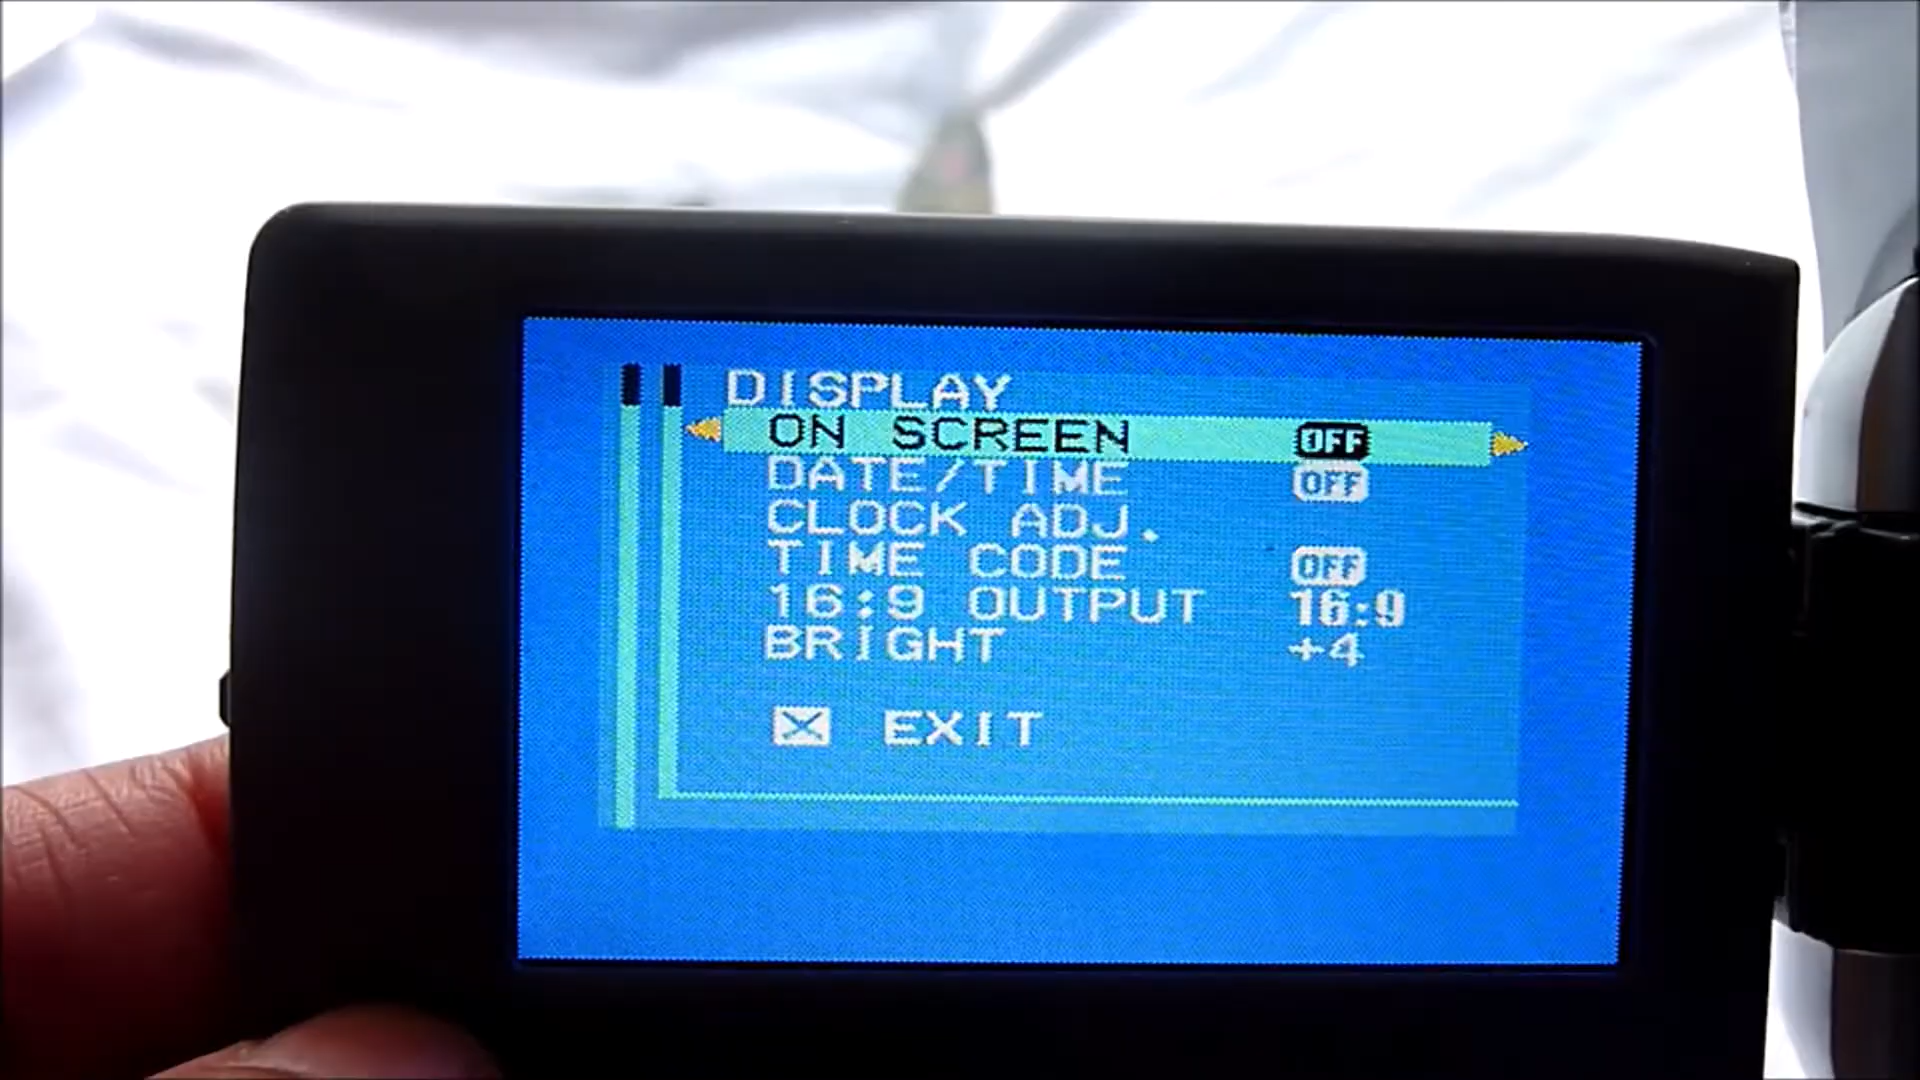 DISPLAY
ON SCREEN OFF
DATE/TIME OFF
CLOCK ADJ.
TIME CODE OFF
16:9 OUTPUT 16:9
BRIGHT +4
EXIT